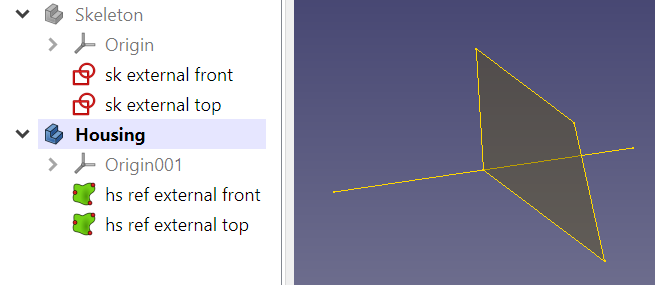 Skeleton
Origin
sk external front
sk external top
Housing
Origin001
hs ref external front
hs ref external top